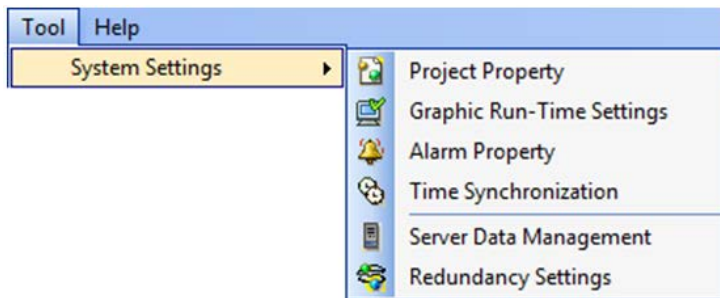 Tool Help
System Settings
Project Property
Graphic Run-Time Settings
Alarm Property
Time Synchronization
Server Data Management
Redundancy Settings